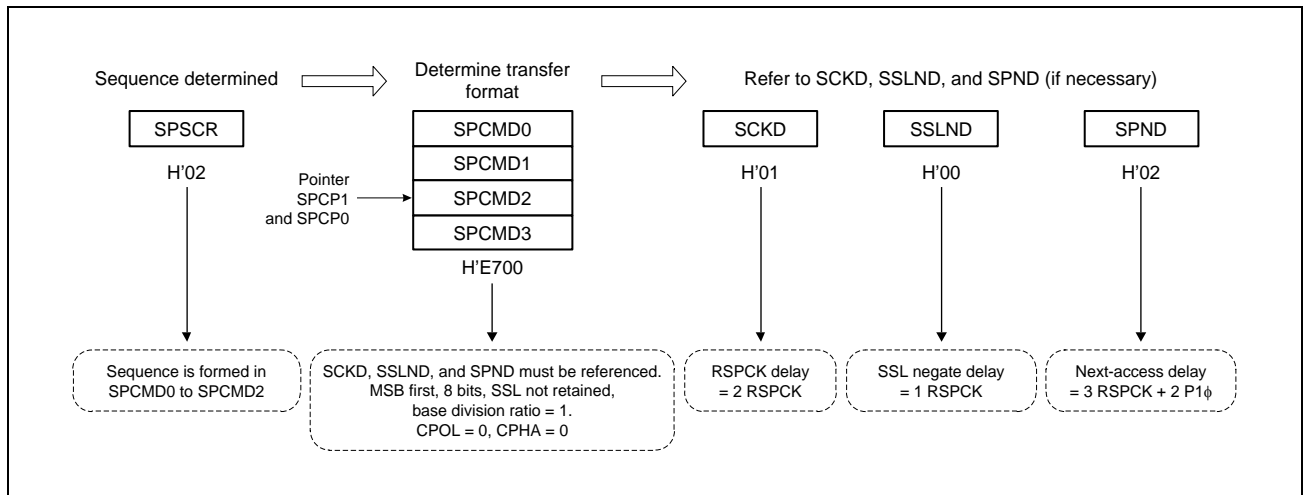 Sequence determined
Determine transfer
format
Refer to SCKD, SSLND, and SPND (if necessary)
SPSCR
H'02
SPCMD0
SPCMD1
SPCMD2
SPCMD3
Pointer
SPCP1
and SPCP0
H'E700
SCKD
H'01
SSLND
H'00
SPND
H'02
Sequence is formed in
SPCMD0 to SPCMD2
SCKD, SSLND, and SPND must be referenced.
MSB first, 8 bits, SSL not retained,
base division ratio = 1.
CPOL = 0, CPHA = 0
RSPCK delay
= 2 RSPCK
SSL negate delay
= 1 RSPCK
Next-access delay
= 3 RSPCK + 2 P1ϕ